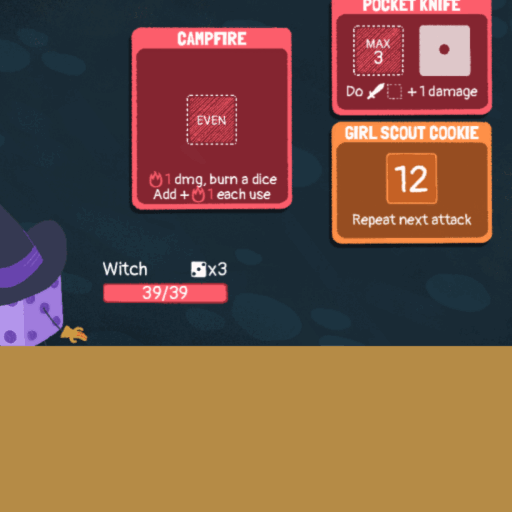 POCKET KNIFE
CAMPFIRE
MAX
3
Do + 1 damage
EVEN
1 dmg, burn a dice
Add + 1 each use
GIRL SCOUT COOKIE
12
Repeat next attack
Witch x3
39/39